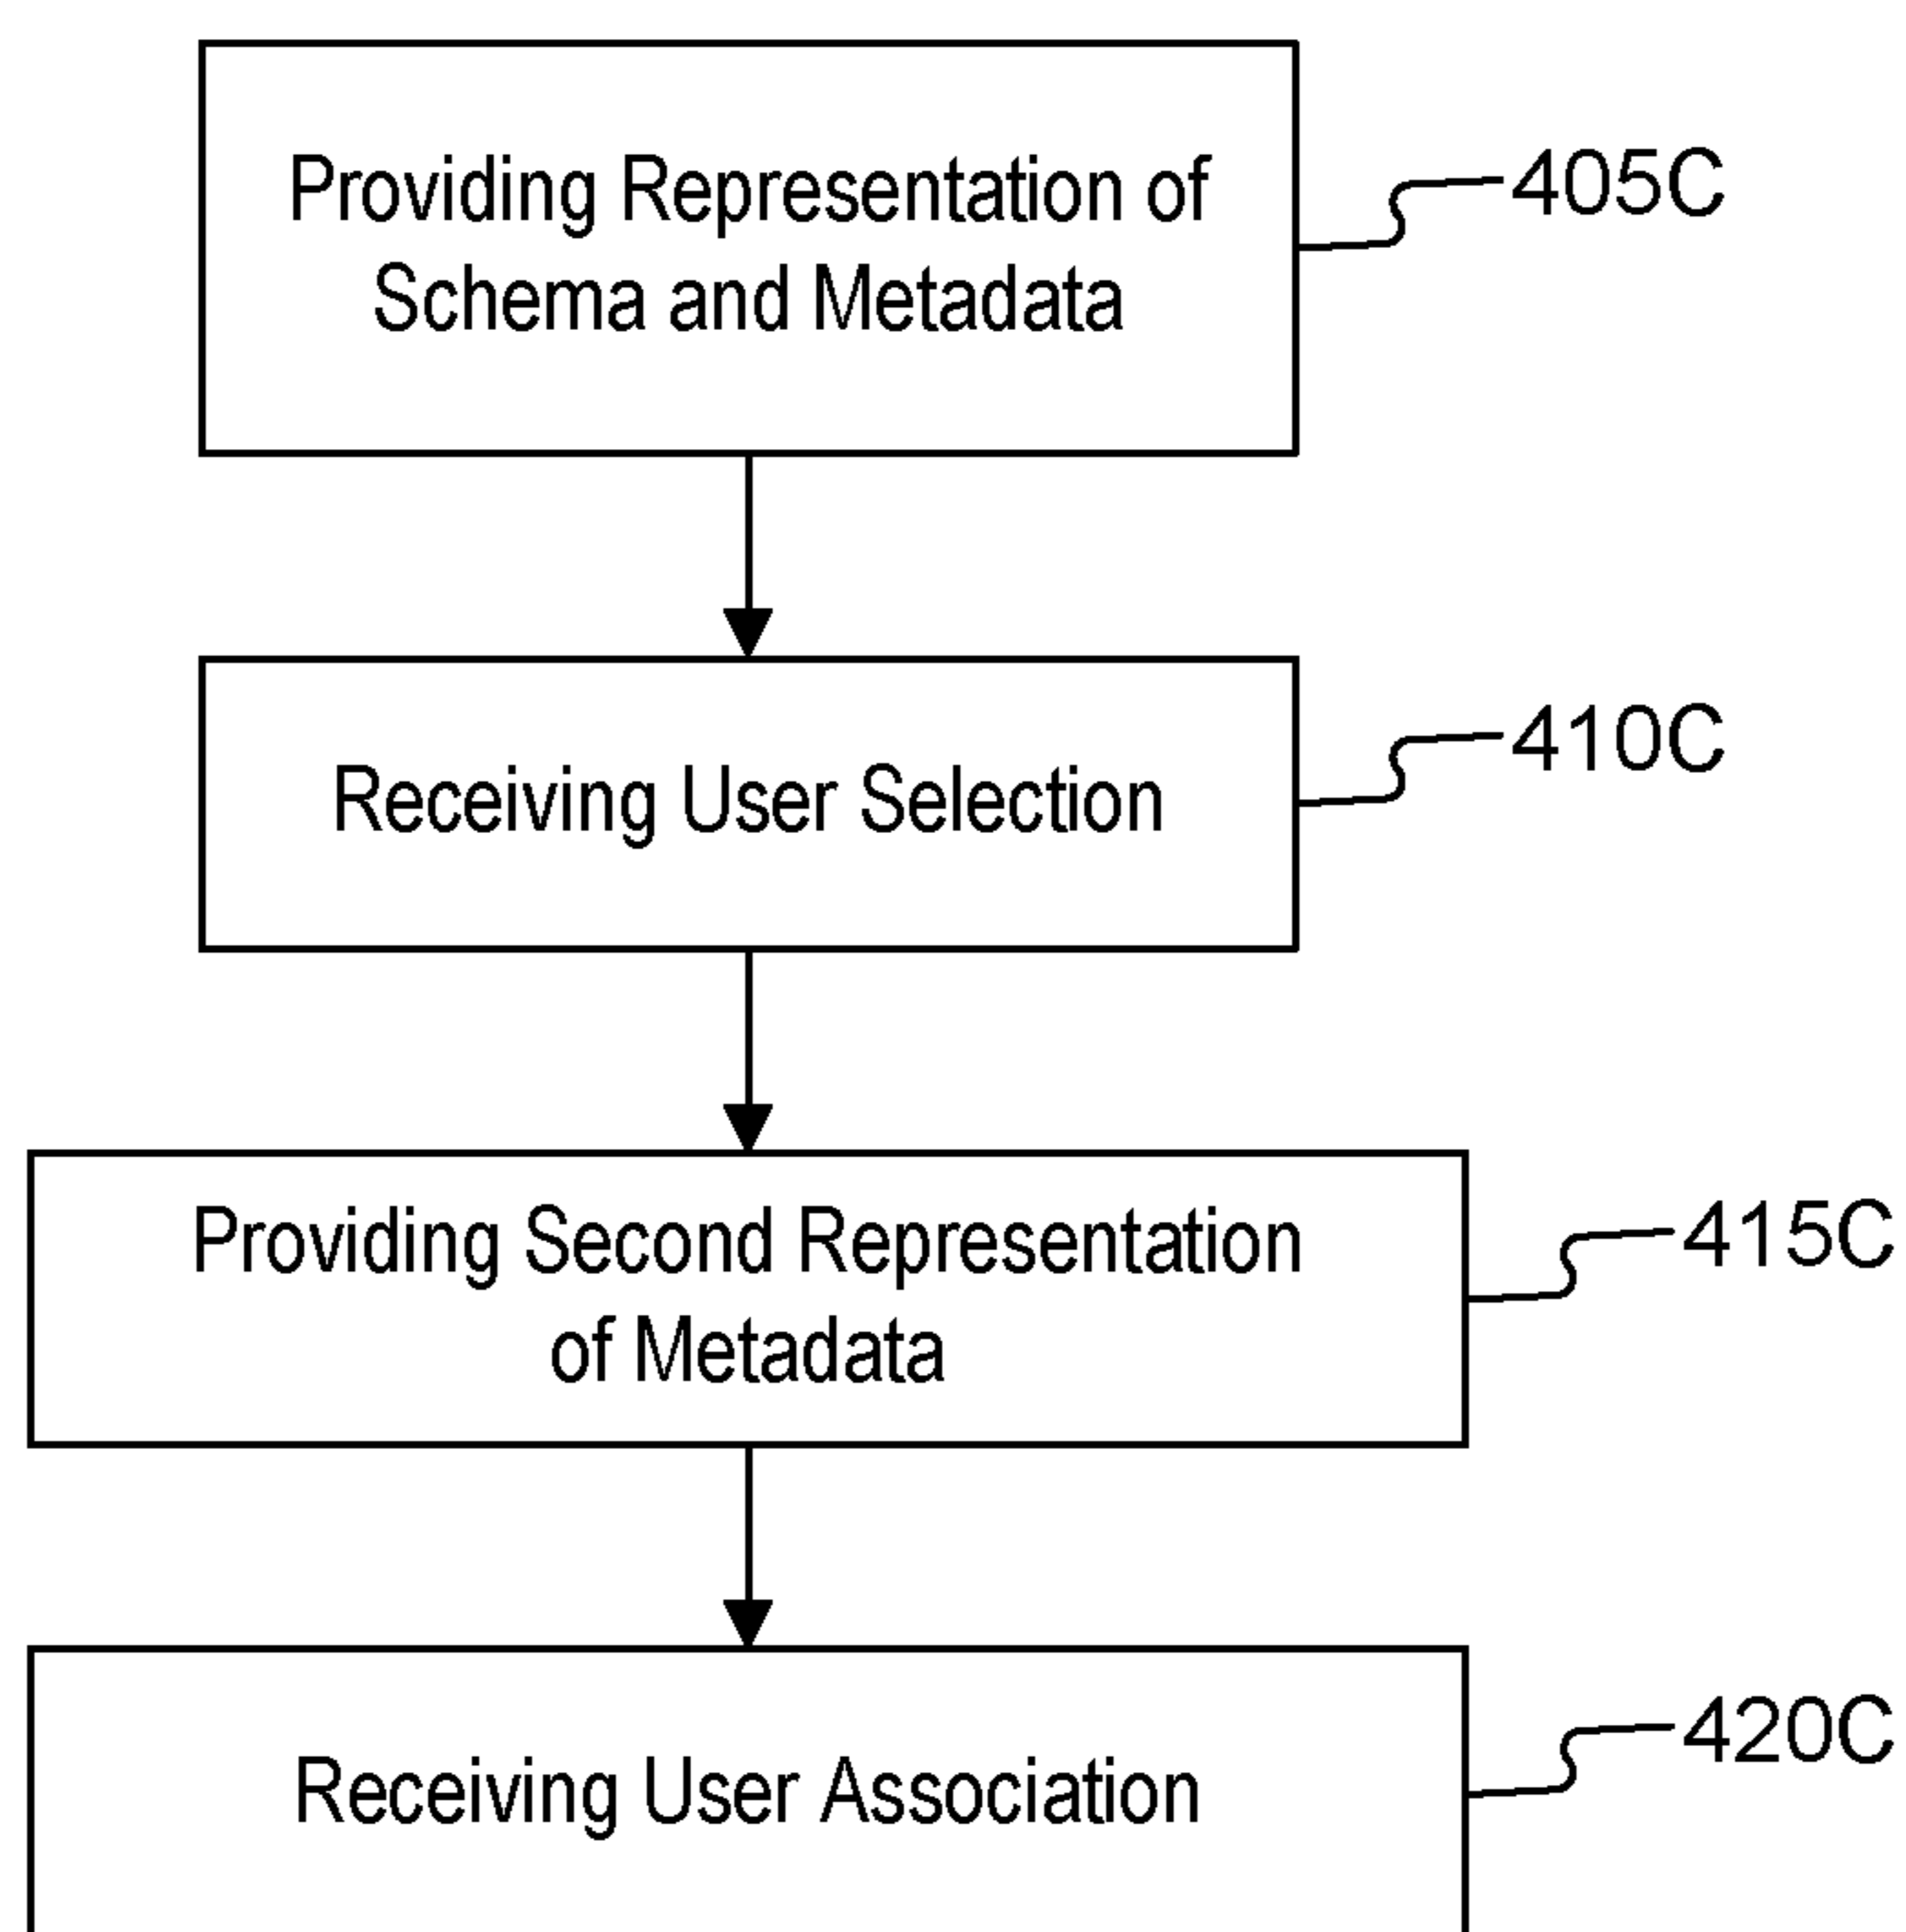 Providing Representation of
Schema and Metadata
405C
Receiving User Selection
410C
Providing Second Representation
of Metadata
415C
Receiving User Association
420C